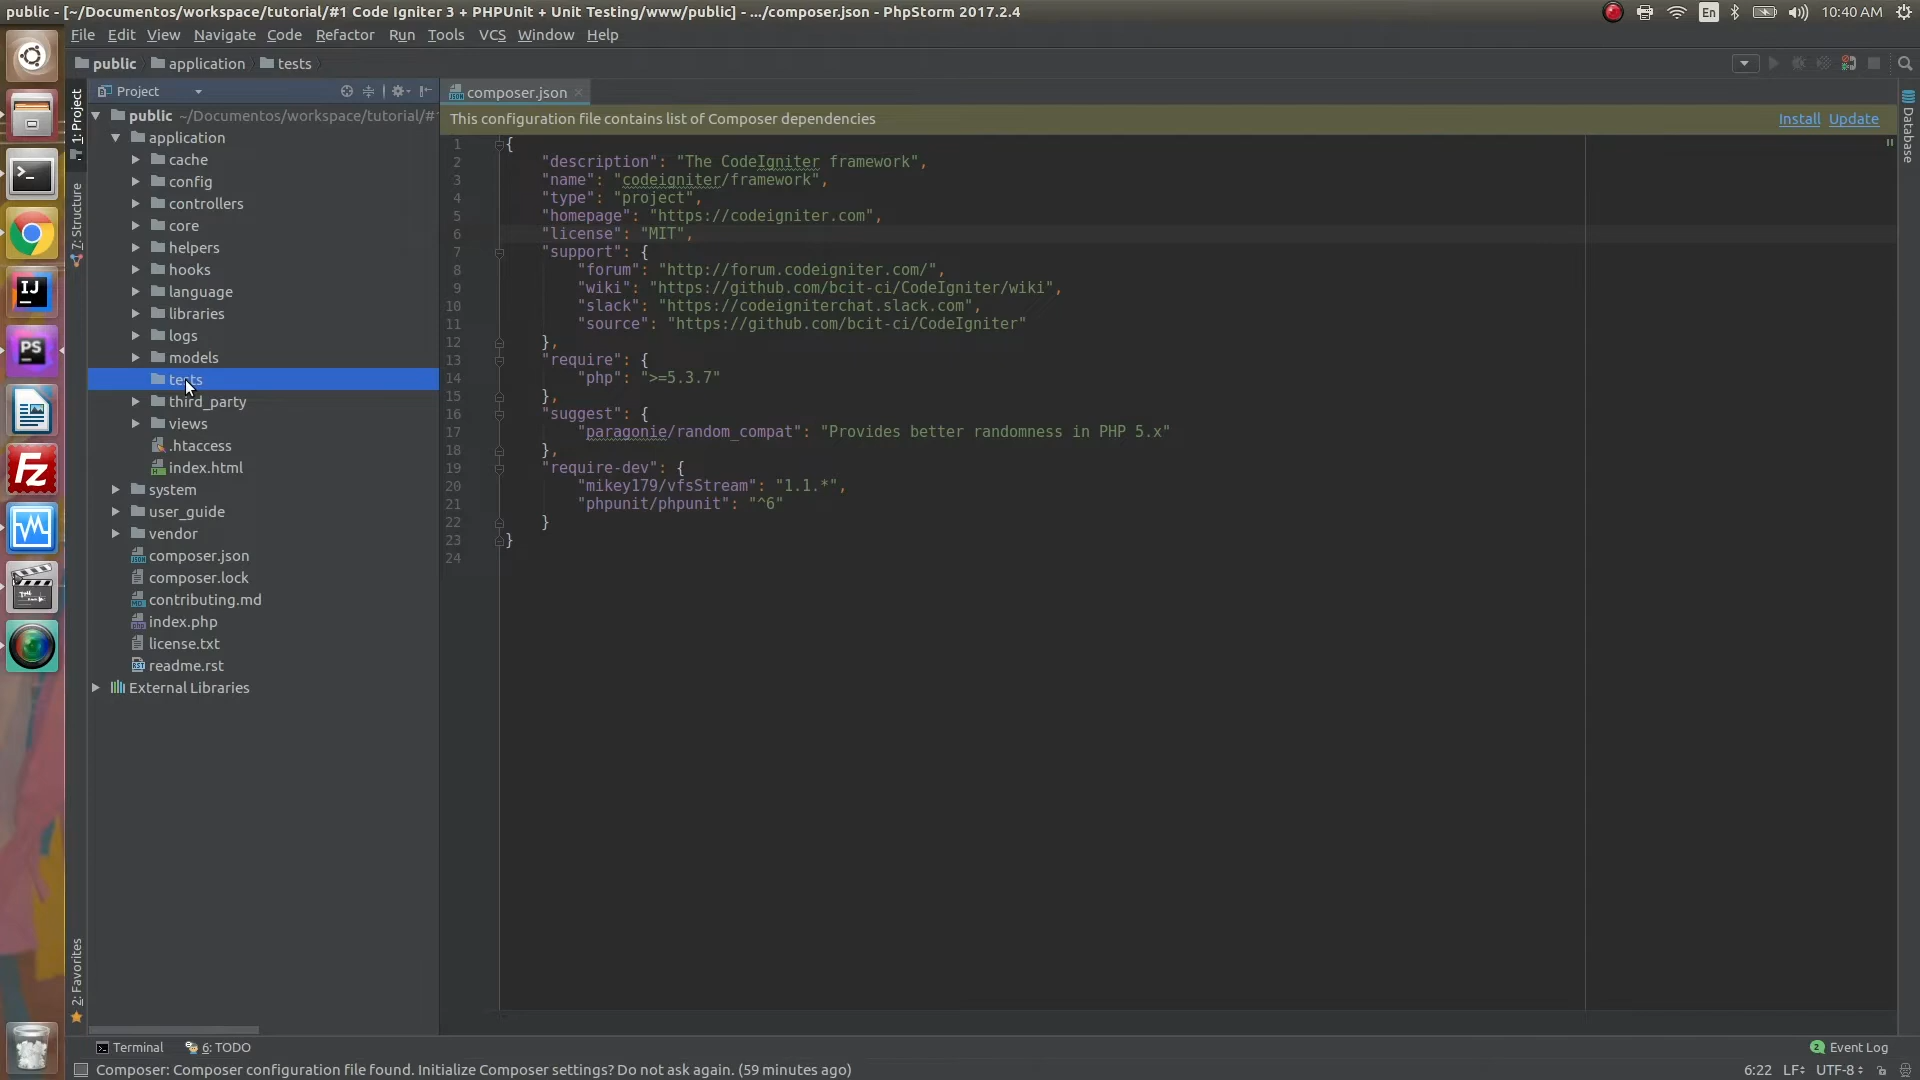 public - [~/Documentos/workspace/tutorial/#1 Code Igniter 3 + PHPUnit + Unit Testing/www/public] - .../composer.json - PhpStorm 2017.2.4
En
10:40 AM
File Edit View Navigate Code Refactor Run Tools VCS Window Help
public application tests
Project
composer.json
This configuration file contains list of Composer dependencies
Install Update
1: Project
7: Structure
2: Favorites
Database
public ~/Documentos/workspace/tutorial/#
application
cache
config
controllers
core
helpers
hooks
language
libraries
logs
models
tests
third_party
views
.htaccess
index.html
system
user_guide
vendor
composer.json
composer.lock
contributing.md
index.php
license.txt
readme.rst
External Libraries
1 {
2 "description": "The CodeIgniter framework",
3 "name": "codeigniter/framework",
4 "type": "project",
5 "homepage": "https://codeigniter.com",
6 "license": "MIT",
7 "support": {
8 "forum": "http://forum.codeigniter.com/",
9 "wiki": "https://github.com/bcit-ci/CodeIgniter/wiki",
10 "slack": "https://codeigniterchat.slack.com",
11 "source": "https://github.com/bcit-ci/CodeIgniter"
12 },
13 "require": {
14 "php": ">=5.3.7"
15 },
16 "suggest": {
17 "paragonie/random_compat": "Provides better randomness in PHP 5.x"
18 },
19 "require-dev": {
20 "mikey179/vfsStream": "1.1.*",
21 "phpunit/phpunit": "^6"
22 }
23 }
24
IJ
PS
Fz
Terminal 6: TODO
2 Event Log
Composer: Composer configuration file found. Initialize Composer settings? Do not ask again. (59 minutes ago)
6:22 LF UTF-8